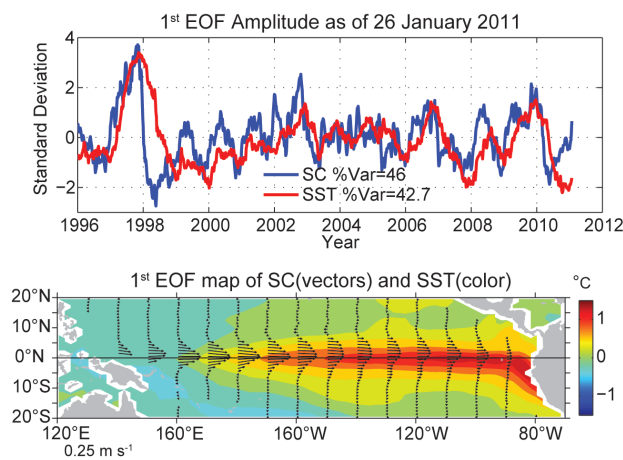 1st EOF Amplitude as of 26 January 2011
Standard Deviation
4
2
0
−2
SC %Var=46
SST %Var=42.7
1996 1998 2000 2002 2004 2006 2008 2010 2012
Year
1st EOF map of SC(vectors) and SST(color)
°C
20°N
10°N
0°N
10°S
20°S
120°E 160°E 160°W 120°W 80°W
0.25 m s-1
1
0
−1